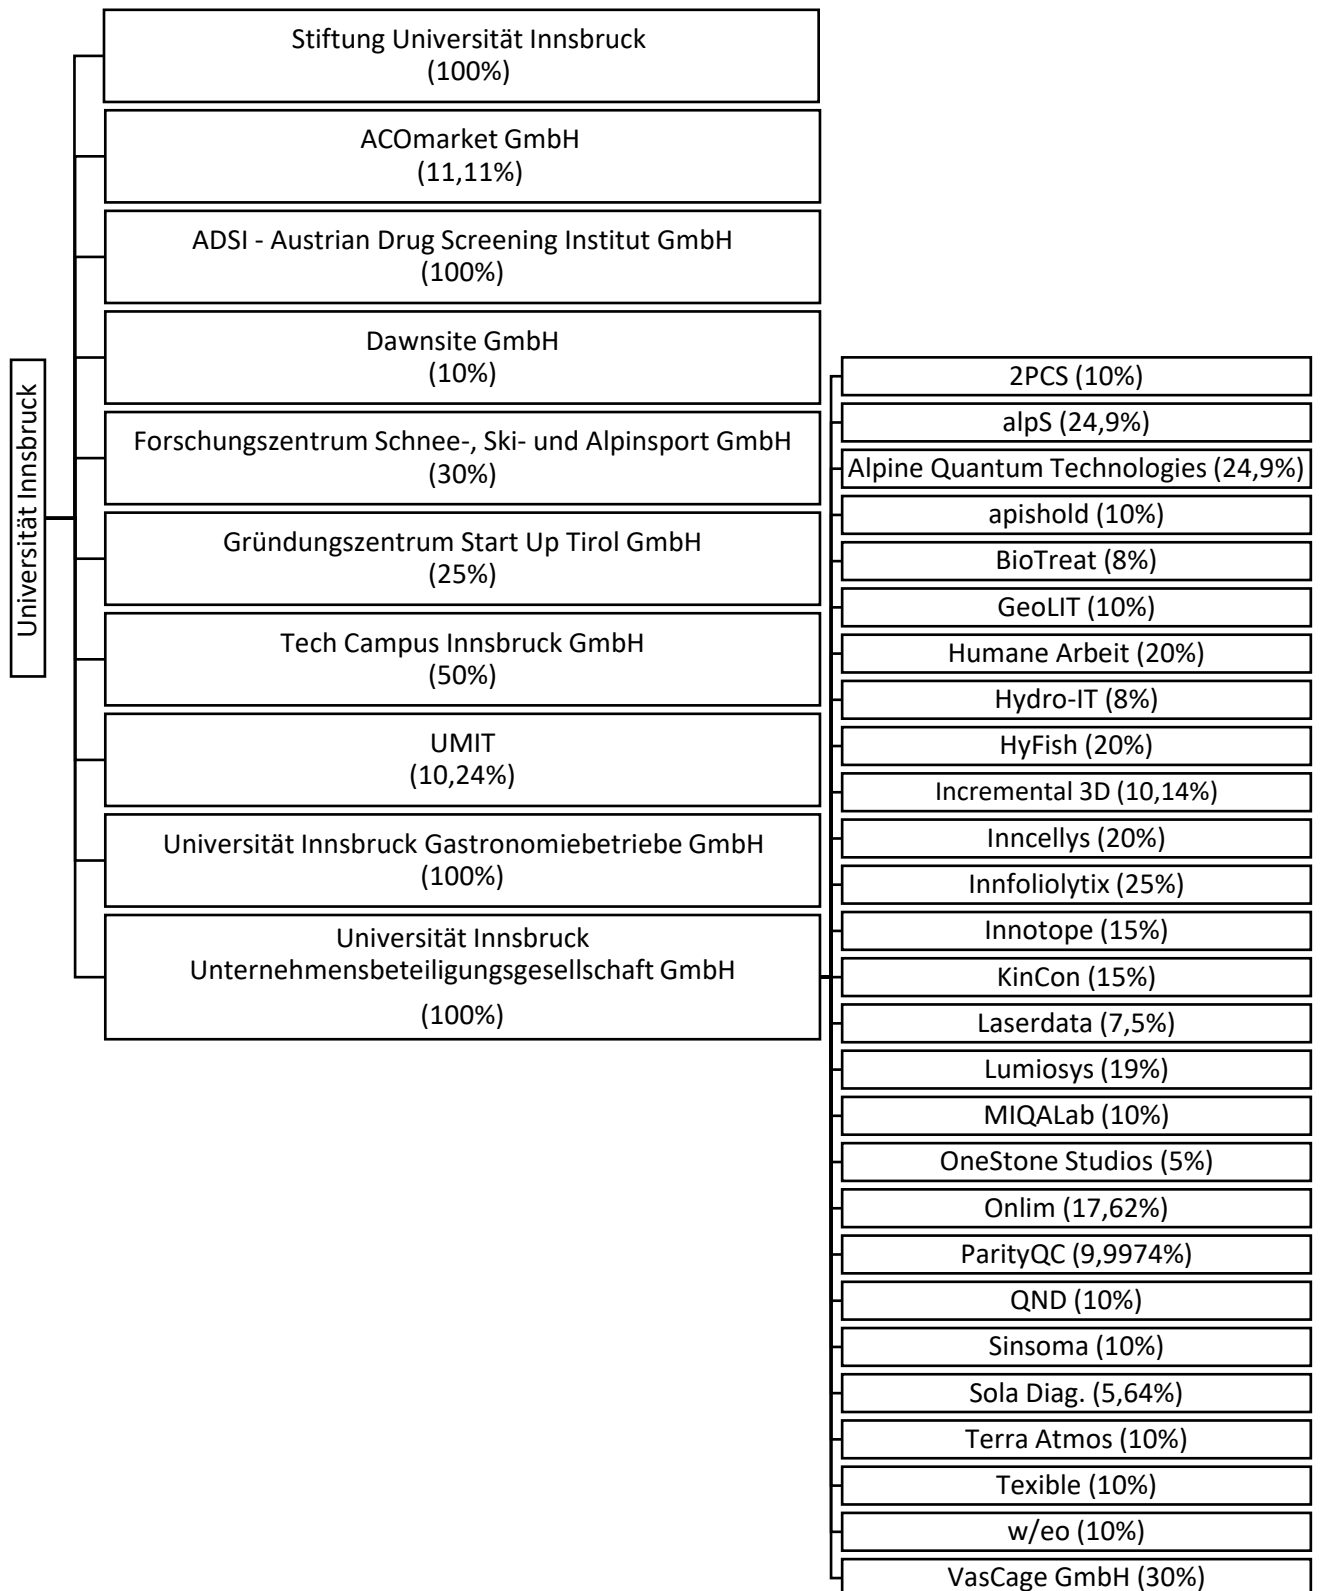 Universität Innsbruck
Stiftung Universität Innsbruck
(100%)
ACOmarket GmbH
(11,11%)
ADSI - Austrian Drug Screening Institut GmbH
(100%)
Dawnsite GmbH
(10%)
Forschungszentrum Schnee-, Ski- und Alpinsport GmbH
(30%)
Gründungszentrum Start Up Tirol GmbH
(25%)
Tech Campus Innsbruck GmbH
(50%)
UMIT
(10,24%)
Universität Innsbruck Gastronomiebetriebe GmbH
(100%)
Universität Innsbruck
Unternehmensbeteiligungsgesellschaft GmbH
(100%)
2PCS (10%)
alpS (24,9%)
Alpine Quantum Technologies (24,9%)
apishold (10%)
BioTreat (8%)
GeoLIT (10%)
Humane Arbeit (20%)
Hydro-IT (8%)
HyFish (20%)
Incremental 3D (10,14%)
Inncellys (20%)
Innfoliolytix (25%)
Innotope (15%)
KinCon (15%)
Laserdata (7,5%)
Lumiosys (19%)
MIQALab (10%)
OneStone Studios (5%)
Onlim (17,62%)
ParityQC (9,9974%)
QND (10%)
Sinsoma (10%)
Sola Diag. (5,64%)
Terra Atmos (10%)
Texible (10%)
w/eo (10%)
VasCage GmbH (30%)